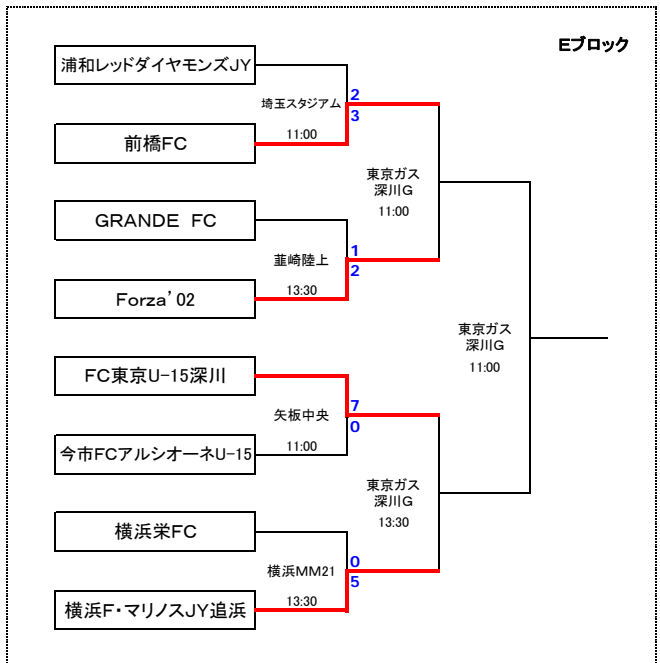 Eブロック
浦和レッドダイヤモンズJY
2
埼玉スタジアム
3
11:00
前橋FC
東京ガス
深川G
11:00
GRANDE FC
1
韮崎陸上
2
13:30
Forza'02
東京ガス
深川G
11:00
FC東京U-15深川
7
矢板中央
0
11:00
今市FCアルシオーネU-15
東京ガス
深川G
13:30
横浜栄FC
0
横浜MM21
5
13:30
横浜F・マリノスJY追浜